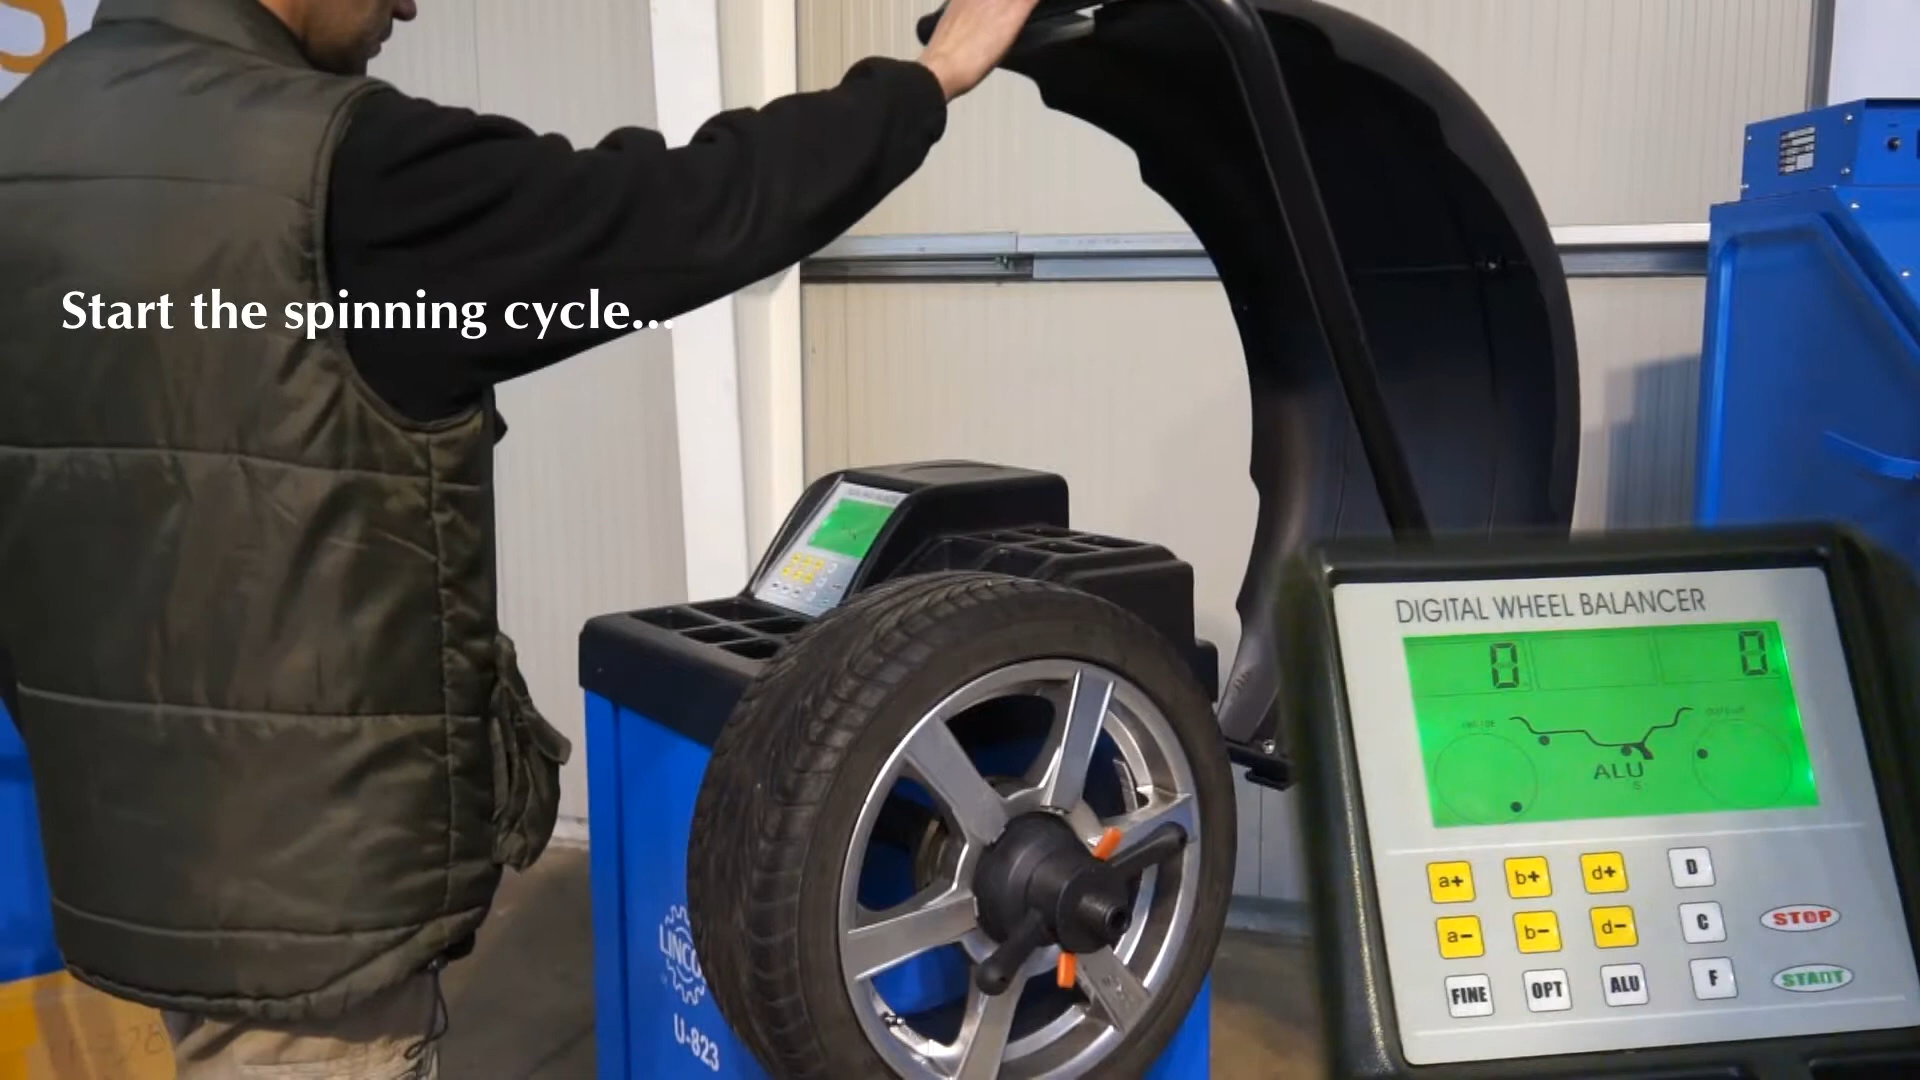 Start the spinning cycle...
DIGITAL WHEEL BALANCER
0 0
ALU
a+ b+ d+ D
a- b- d- C STOP
FINE OPT ALU F START
U-823